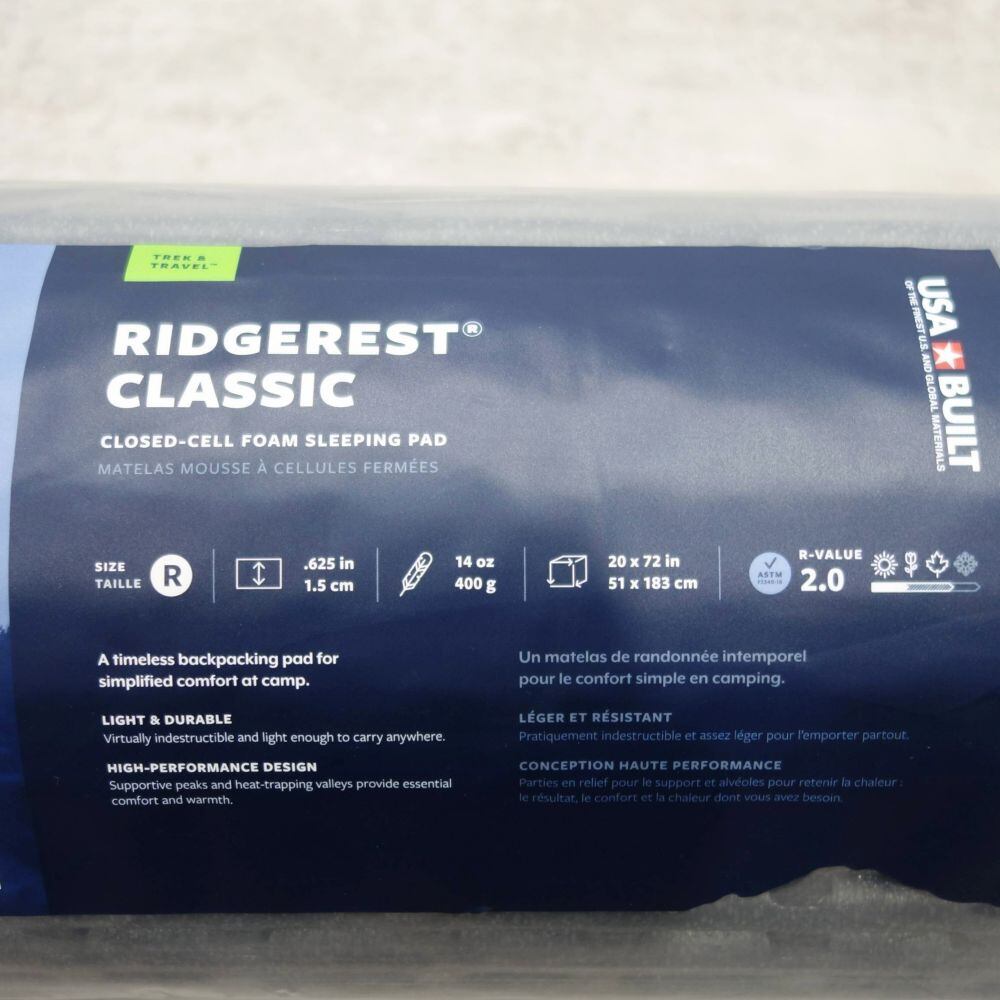 TREK &
TRAVEL™
RIDGEREST®
CLASSIC
CLOSED-CELL FOAM SLEEPING PAD
MATELAS MOUSSE À CELLULES FERMÉES
USA BUILT
OF THE FINEST U.S. AND GLOBAL MATERIALS
SIZE
TAILLE
R
.625 in
1.5 cm
14 oz
400 g
20 x 72 in
51 x 183 cm
ASTM
R-VALUE
2.0
A timeless backpacking pad for
simplified comfort at camp.
LIGHT & DURABLE
Virtually indestructible and light enough to carry anywhere.
HIGH-PERFORMANCE DESIGN
Supportive peaks and heat-trapping valleys provide essential
comfort and warmth.
Un matelas de randonnée intemporel
pour le confort simple en camping.
LÉGER ET RÉSISTANT
Pratiquement indestructible et assez léger pour l'emporter partout.
CONCEPTION HAUTE PERFORMANCE
Parties en relief pour le support et alvéoles pour retenir la chaleur :
le résultat, le confort et la chaleur dont vous avez besoin.